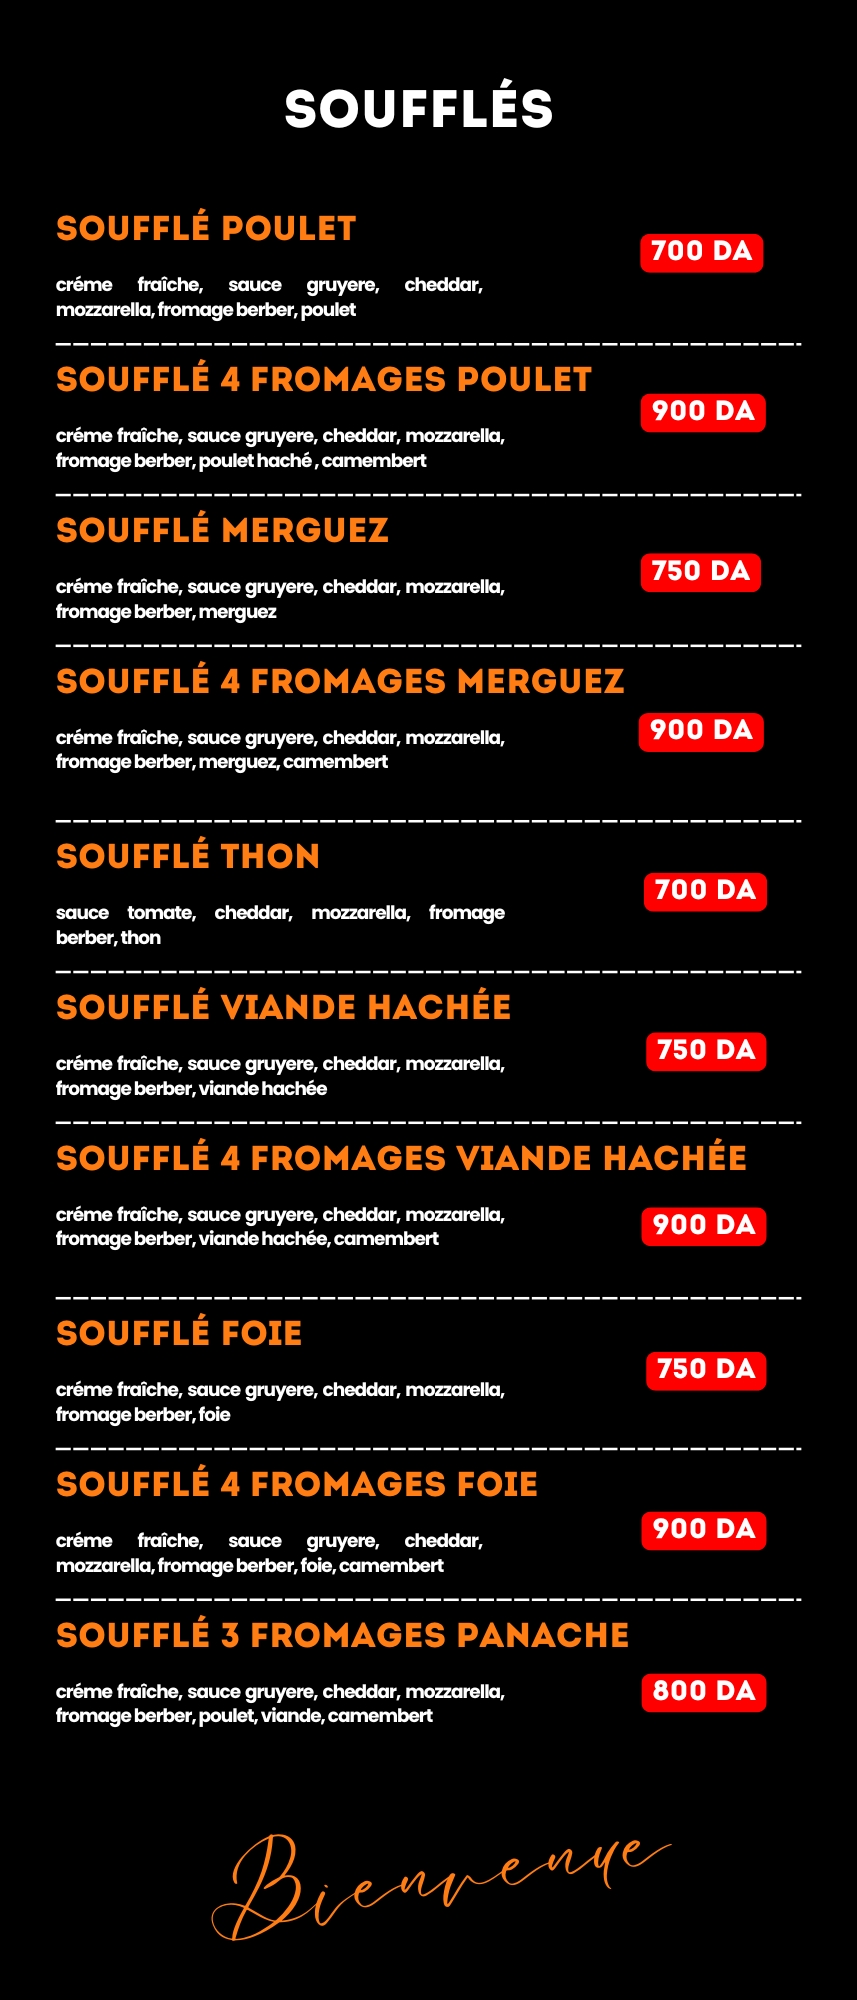 SOUFFLÉS
SOUFFLÉ POULET
700 DA
créme fraîche, sauce gruyere, cheddar,
mozzarella, fromage berber, poulet
SOUFFLÉ 4 FROMAGES POULET
900 DA
créme fraîche, sauce gruyere, cheddar, mozzarella,
fromage berber, poulet haché , camembert
SOUFFLÉ MERGUEZ
750 DA
créme fraîche, sauce gruyere, cheddar, mozzarella,
fromage berber, merguez
SOUFFLÉ 4 FROMAGES MERGUEZ
900 DA
créme fraîche, sauce gruyere, cheddar, mozzarella,
fromage berber, merguez, camembert
SOUFFLÉ THON
700 DA
sauce tomate, cheddar, mozzarella, fromage
berber, thon
SOUFFLÉ VIANDE HACHÉE
750 DA
créme fraîche, sauce gruyere, cheddar, mozzarella,
fromage berber, viande hachée
SOUFFLÉ 4 FROMAGES VIANDE HACHÉE
900 DA
créme fraîche, sauce gruyere, cheddar, mozzarella,
fromage berber, viande hachée, camembert
SOUFFLÉ FOIE
750 DA
créme fraîche, sauce gruyere, cheddar, mozzarella,
fromage berber, foie
SOUFFLÉ 4 FROMAGES FOIE
900 DA
créme fraîche, sauce gruyere, cheddar,
mozzarella, fromage berber, foie, camembert
SOUFFLÉ 3 FROMAGES PANACHE
800 DA
créme fraîche, sauce gruyere, cheddar, mozzarella,
fromage berber, poulet, viande, camembert
Bienvenue